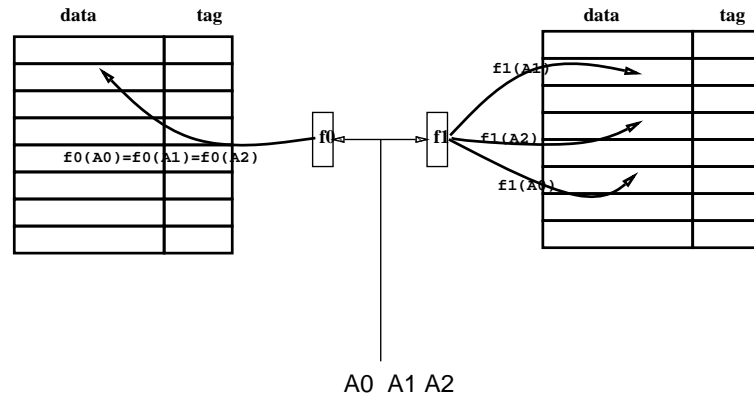 data tag
data tag
f1(A1)
f0 f1
f1(A2)
f0(A0)=f0(A1)=f0(A2)
f1(A0)
A0 A1 A2